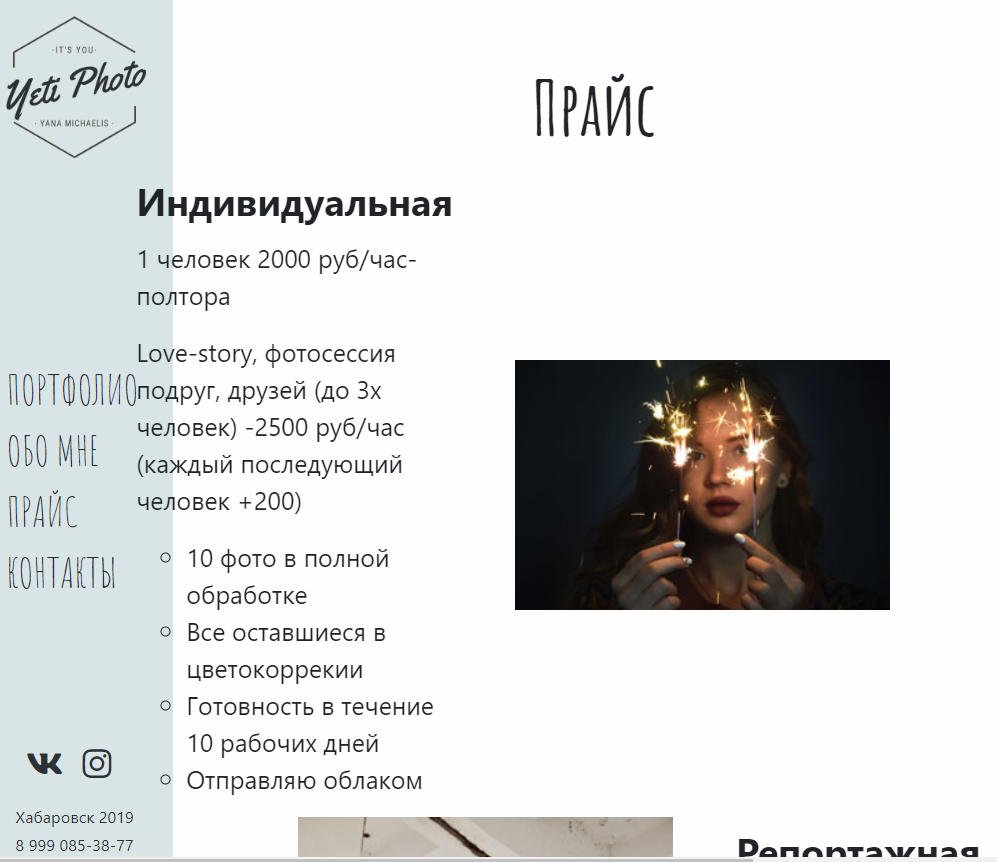 ·IT'S YOU·
Yeti Photo
· YANA MICHAELIS ·
ПОРТФОЛИО
ОБО МНЕ
ПРАЙС
КОНТАКТЫ
Хабаровск 2019
8 999 085-38-77
Прайс
Индивидуальная
1 человек 2000 руб/час-
полтора
Love-story, фотосессия
подруг, друзей (до 3х
человек) -2500 руб/час
(каждый последующий
человек +200)
10 фото в полной
обработке
Все оставшиеся в
цветокоррекии
Готовность в течение
10 рабочих дней
Отправляю облаком
Репортажная